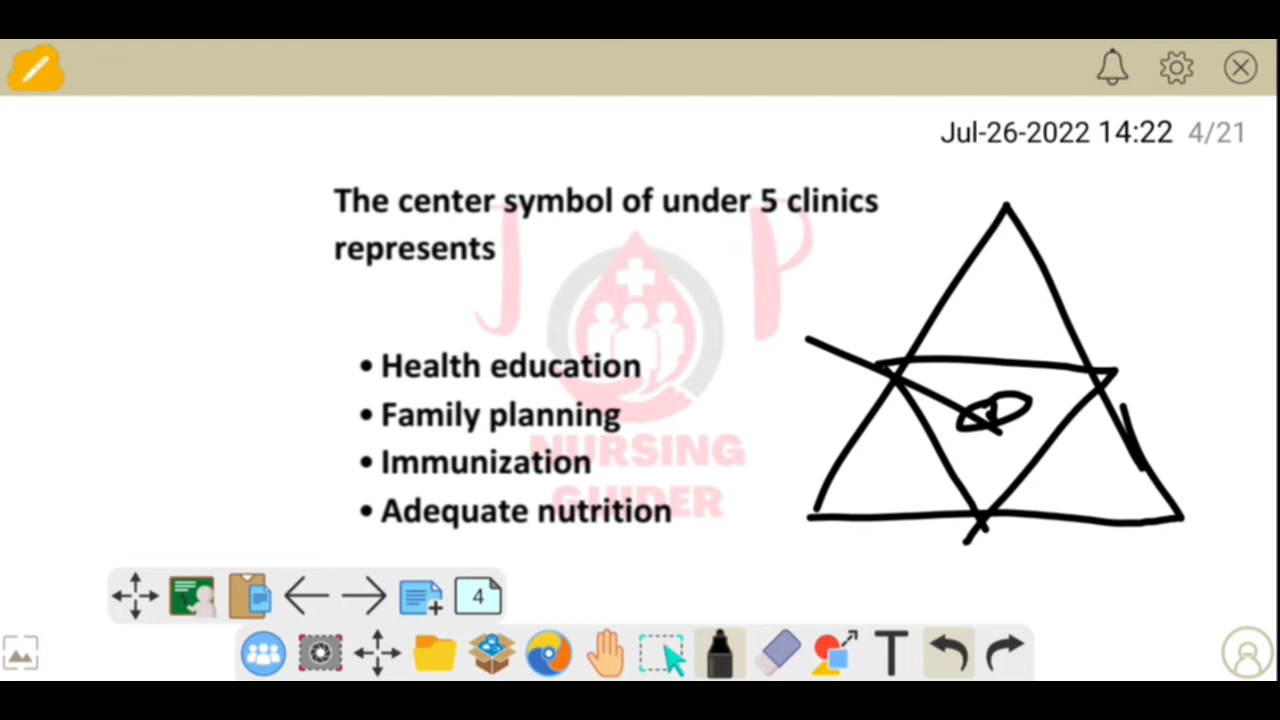 Jul-26-2022 14:22 4/21
The center symbol of under 5 clinics
represents
J P
• Health education
• Family planning
• Immunization
• Adequate nutrition
NURSING
GUIDER
4
T